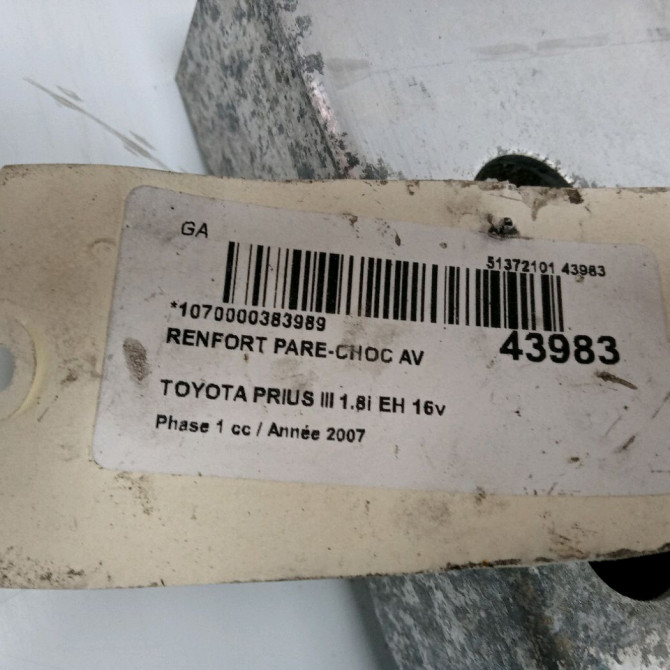 GA
51372101 43983
*1070000383989
43983
RENFORT PARE-CHOC AV
TOYOTA PRIUS III 1.8i EH 16v
Phase 1 cc / Année 2007